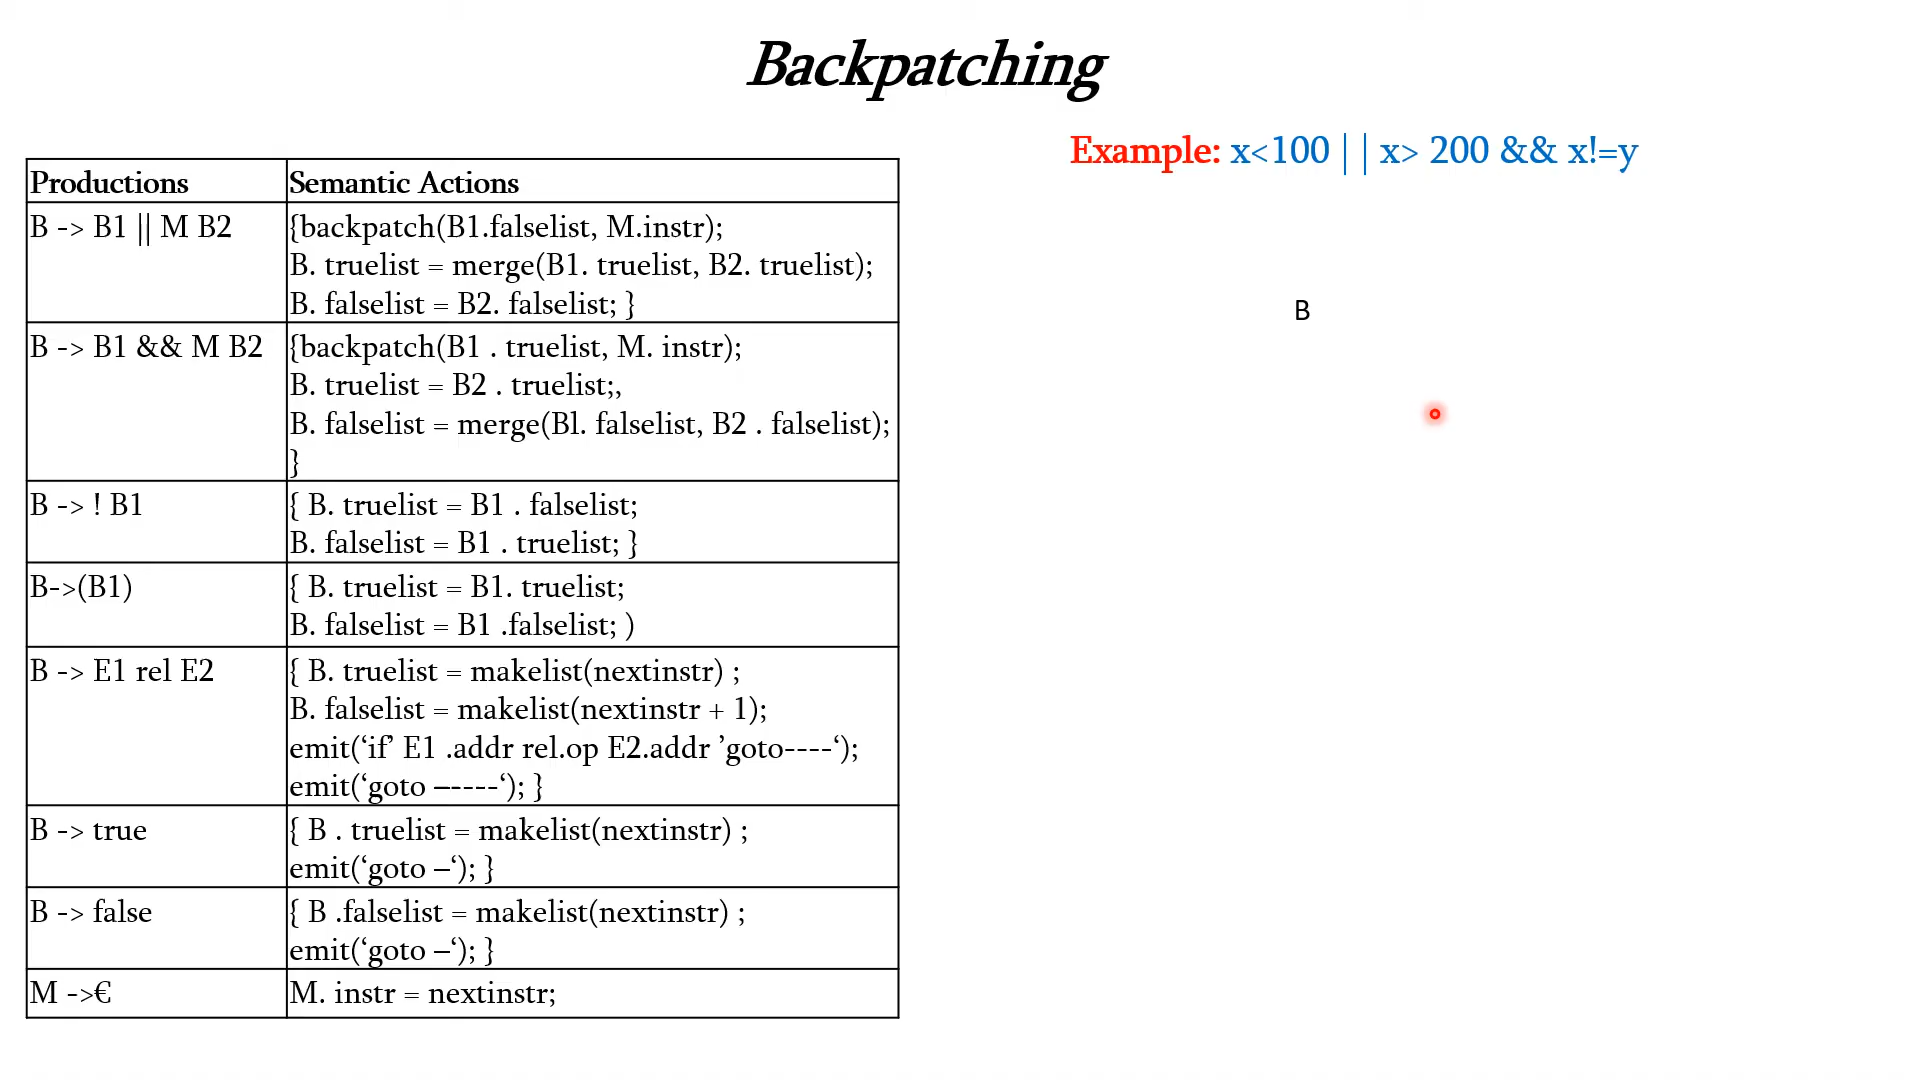 Backpatching
Example: x<100 || x> 200 && x!=y
Productions
Semantic Actions
B -> B1 || M B2
{backpatch(B1.falselist, M.instr);
B. truelist = merge(B1. truelist, B2. truelist);
B. falselist = B2. falselist; }
B -> B1 && M B2
{backpatch(B1 . truelist, M. instr);
B. truelist = B2 . truelist;,
B. falselist = merge(Bl. falselist, B2 . falselist);
}
B -> ! B1
{ B. truelist = B1 . falselist;
B. falselist = B1 . truelist; }
B->(B1)
{ B. truelist = B1. truelist;
B. falselist = B1 .falselist; )
B -> E1 rel E2
{ B. truelist = makelist(nextinstr) ;
B. falselist = makelist(nextinstr + 1);
emit(‘if’ E1 .addr rel.op E2.addr ’goto----‘);
emit(‘goto –----‘); }
B -> true
{ B . truelist = makelist(nextinstr) ;
emit(‘goto –‘); }
B -> false
{ B .falselist = makelist(nextinstr) ;
emit(‘goto –‘); }
M ->€
M. instr = nextinstr;
B